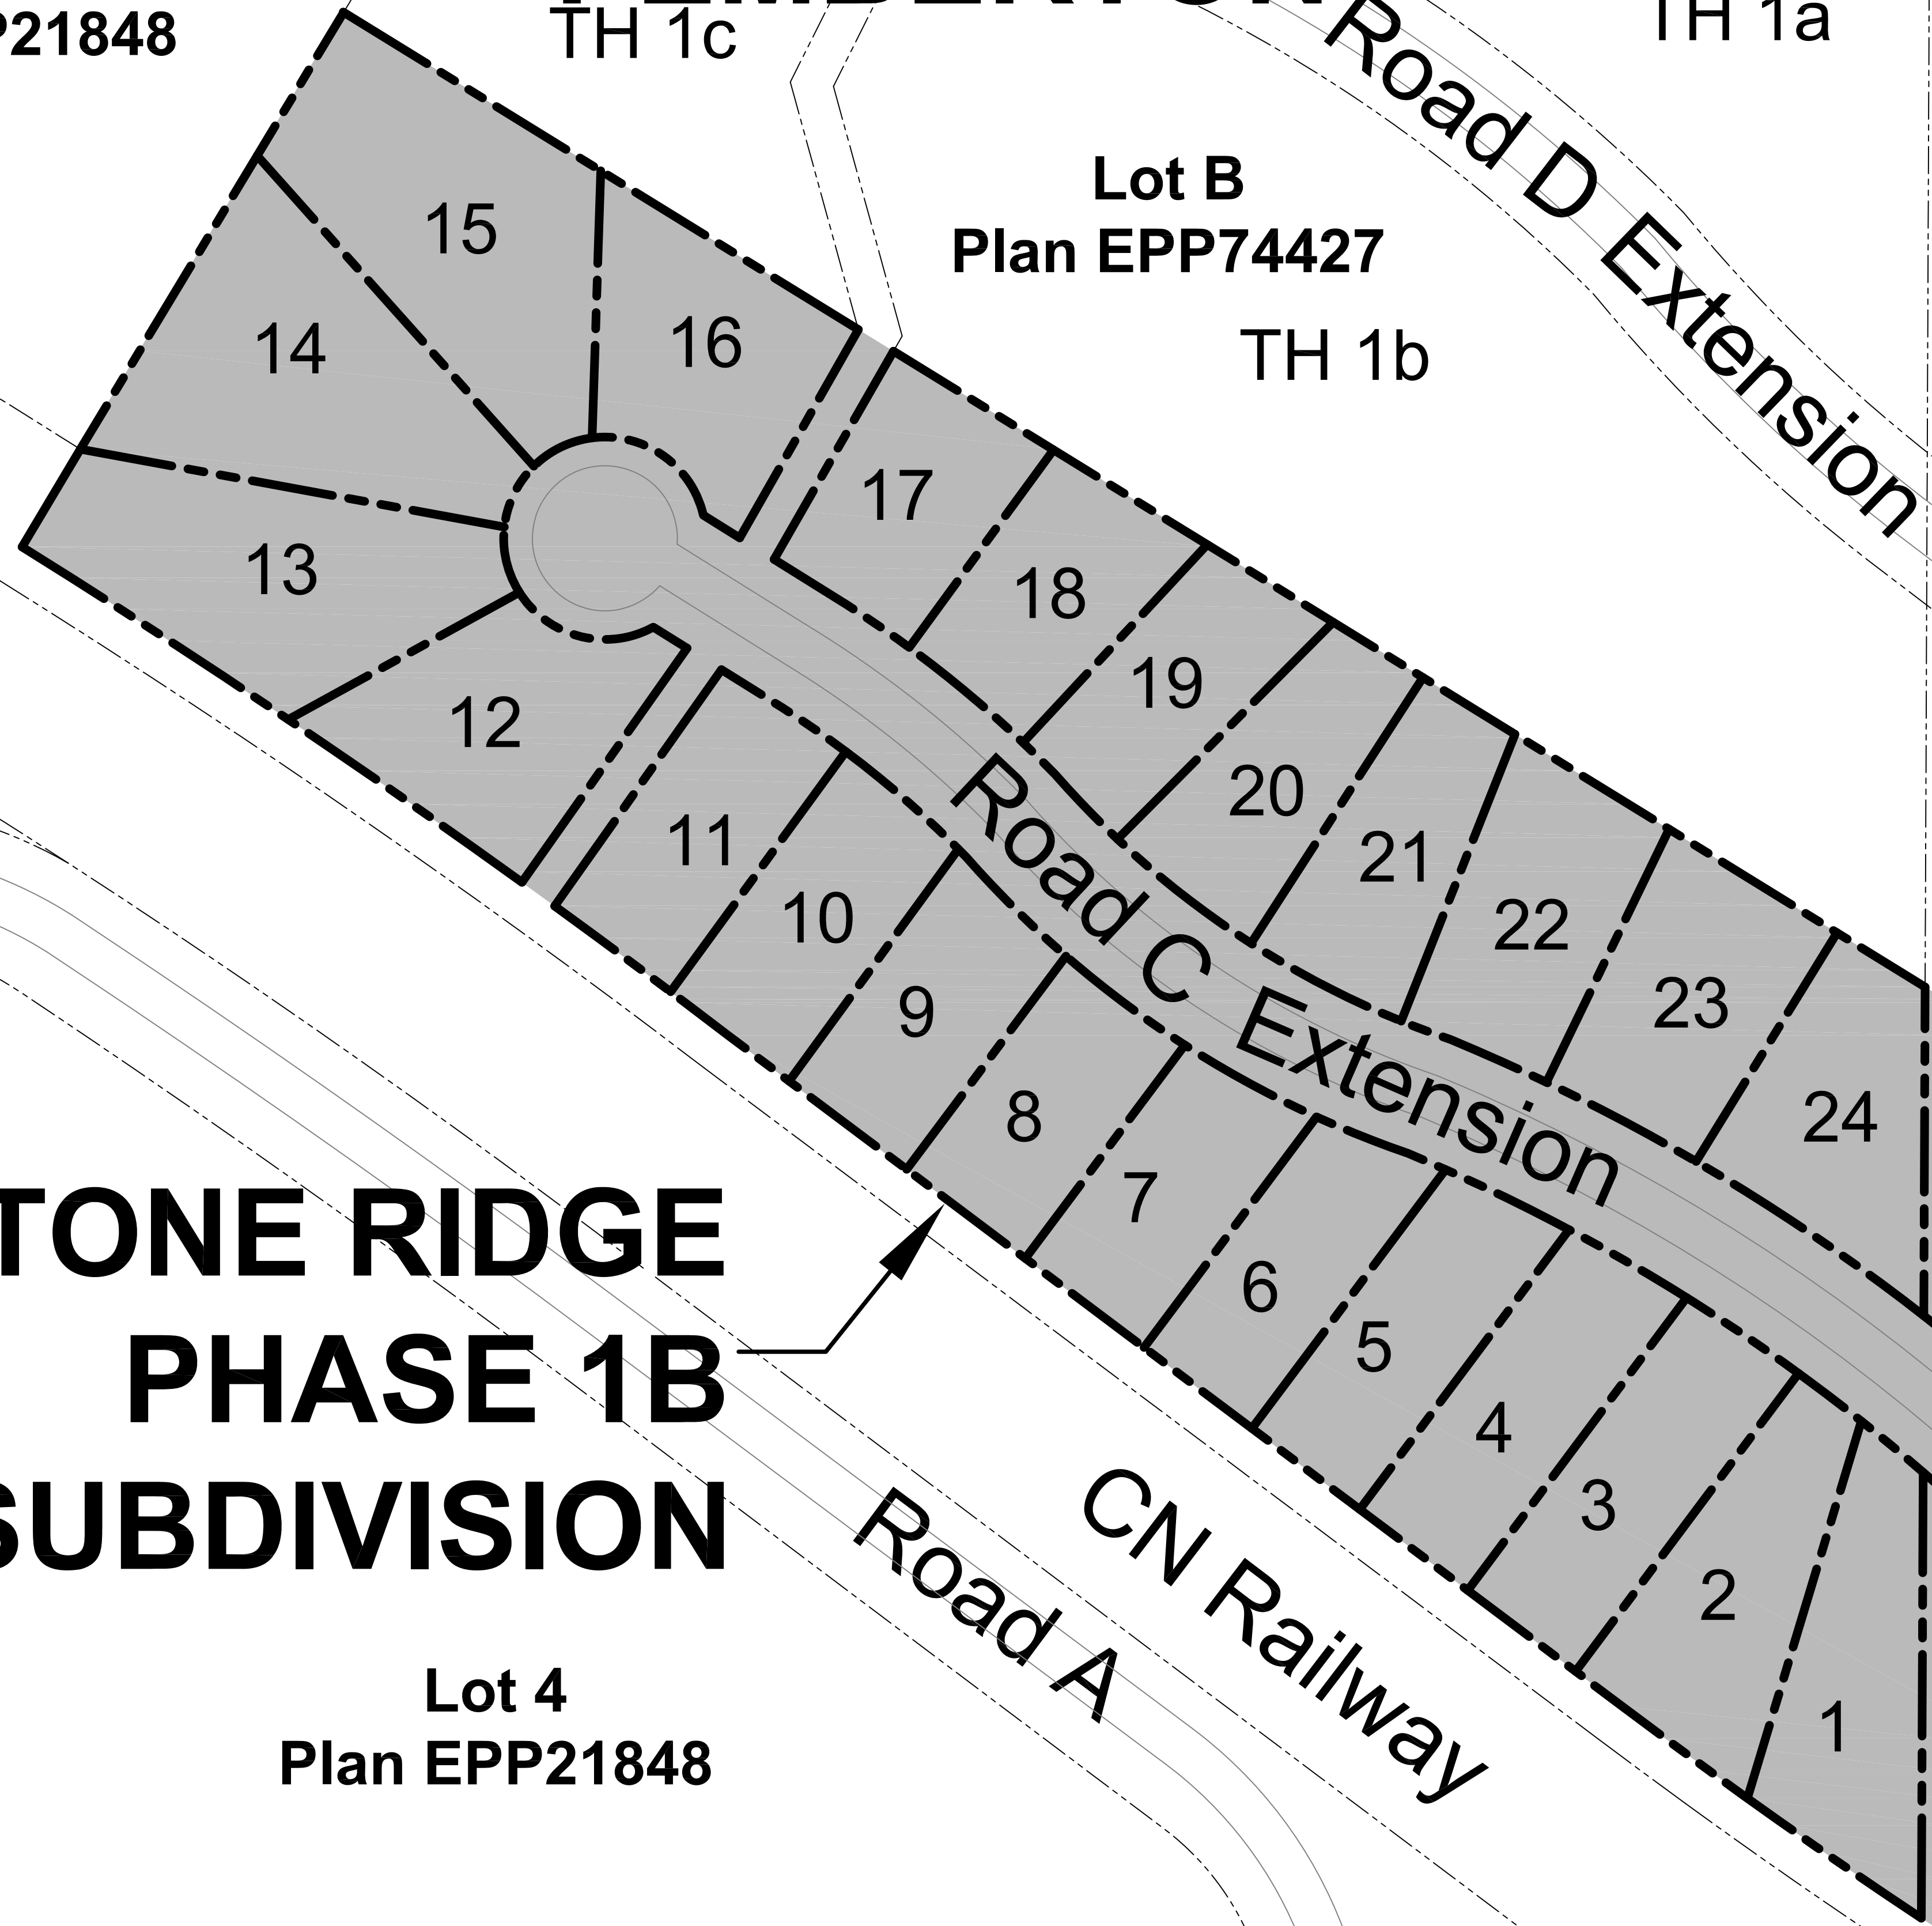 TH 1c
TH 1a
Road D Extension
Lot B
Plan EPP74427
TH 1b
15
14
16
13
17
18
12
19
20
11
21
10
22
9
23
8
24
7
6
5
4
3
2
1
Road C Extension
TONE RIDGE
PHASE 1B
SUBDIVISION
Road A
CN Railway
Lot 4
Plan EPP21848
P21848